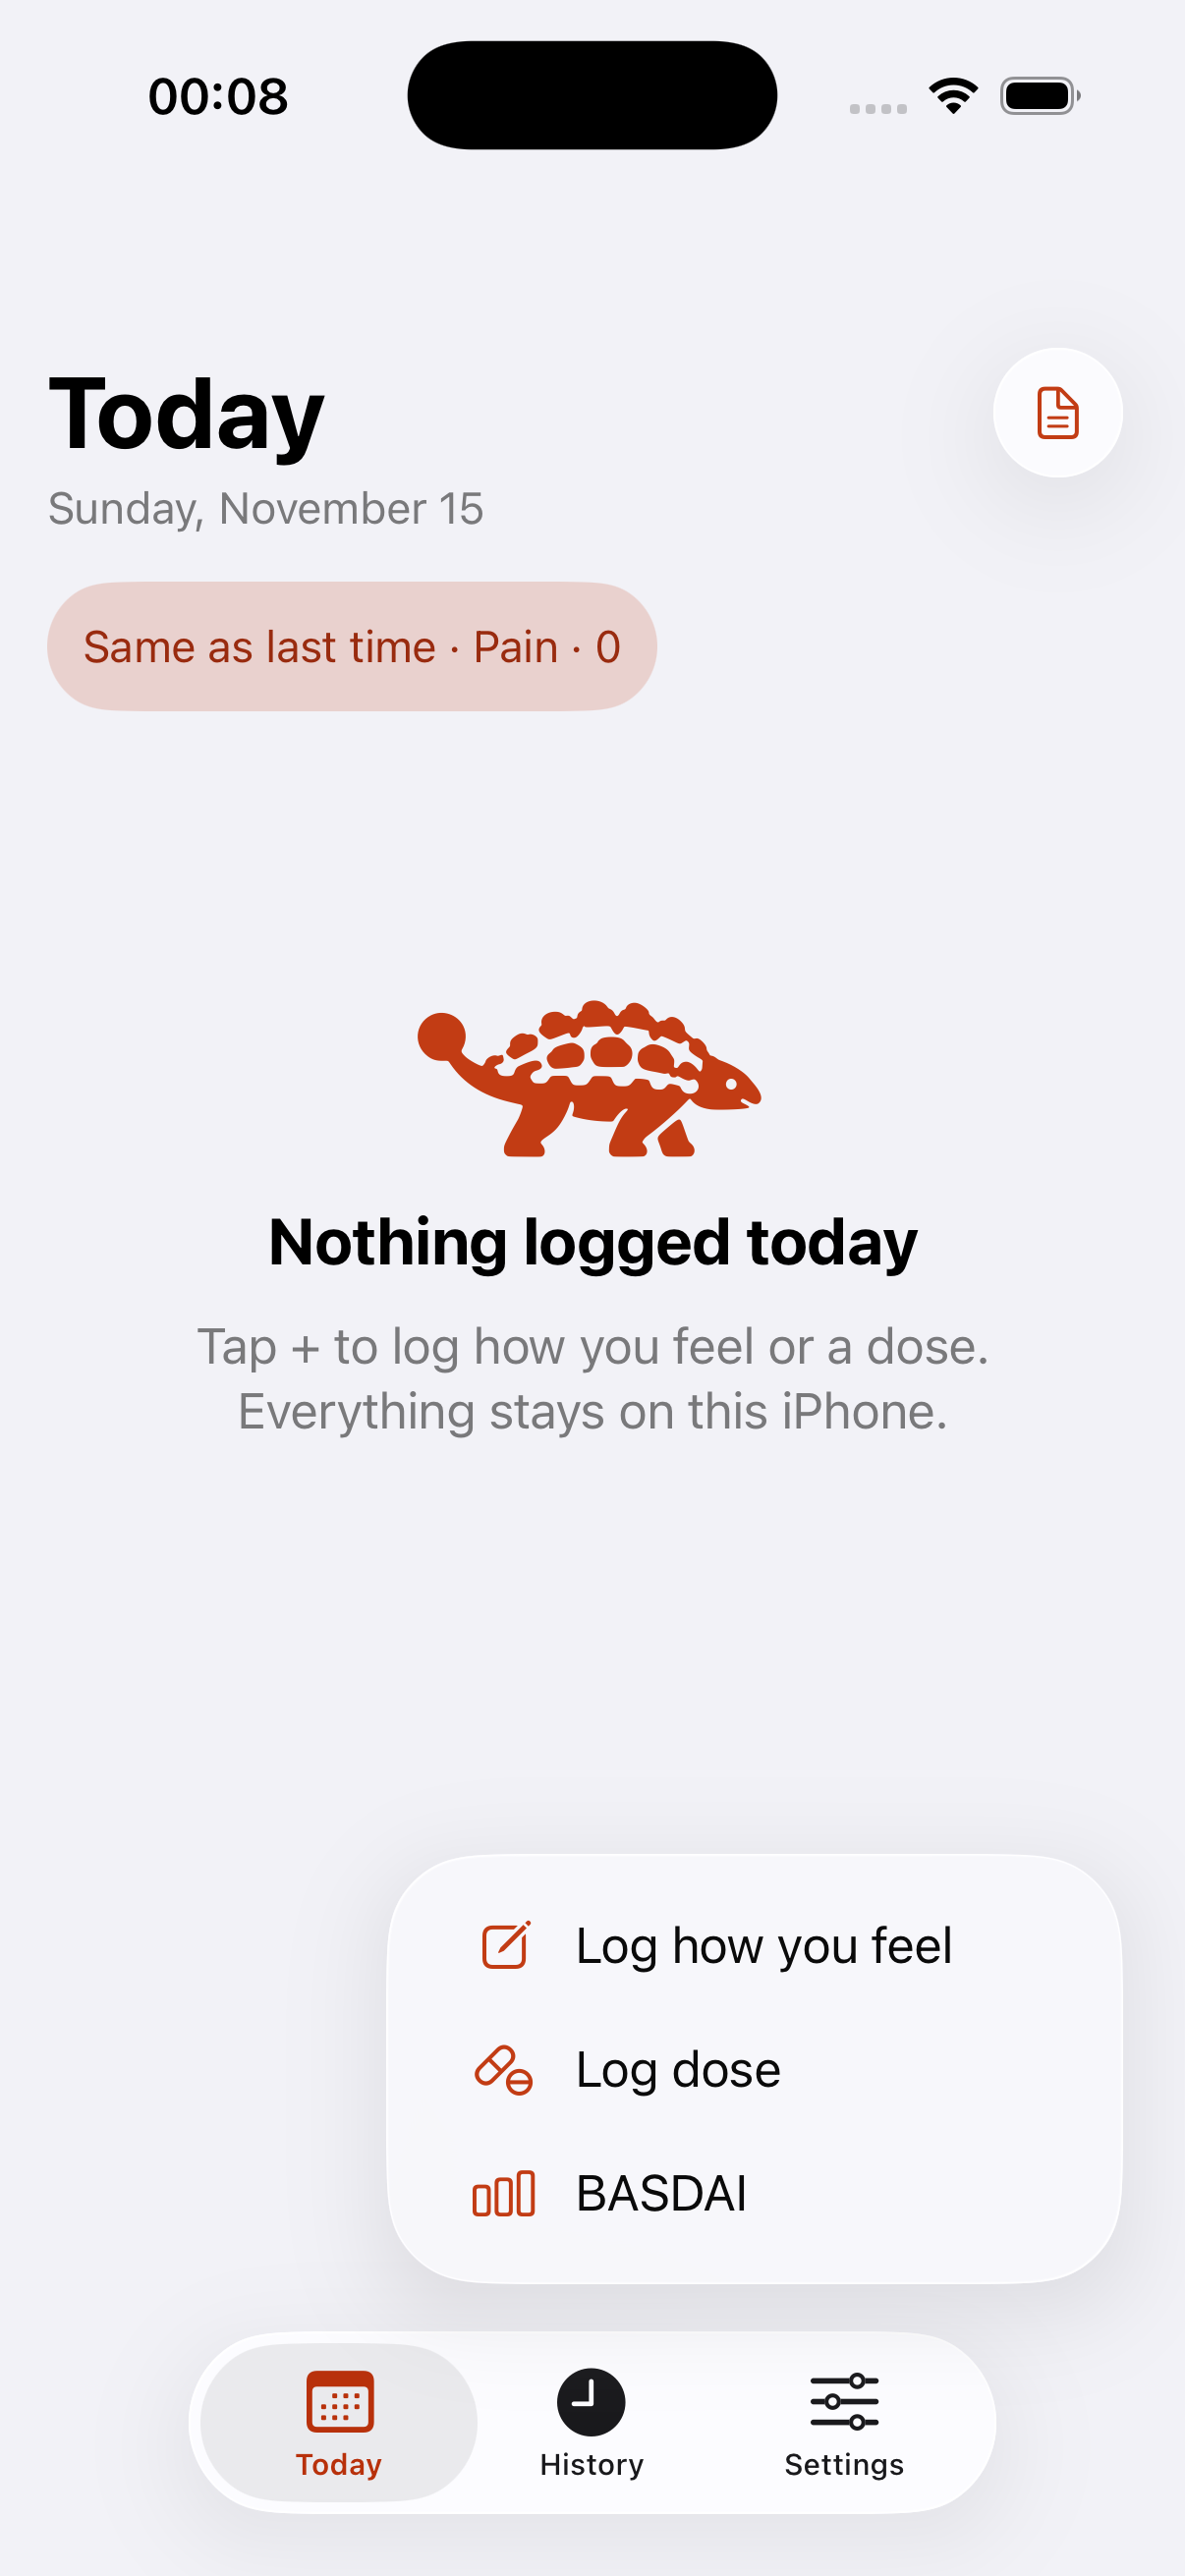 00:08
Today
Sunday, November 15
Same as last time · Pain · 0
Nothing logged today
Tap + to log how you feel or a dose.
Everything stays on this iPhone.
Log how you feel
Log dose
BASDAI
Today
History
Settings